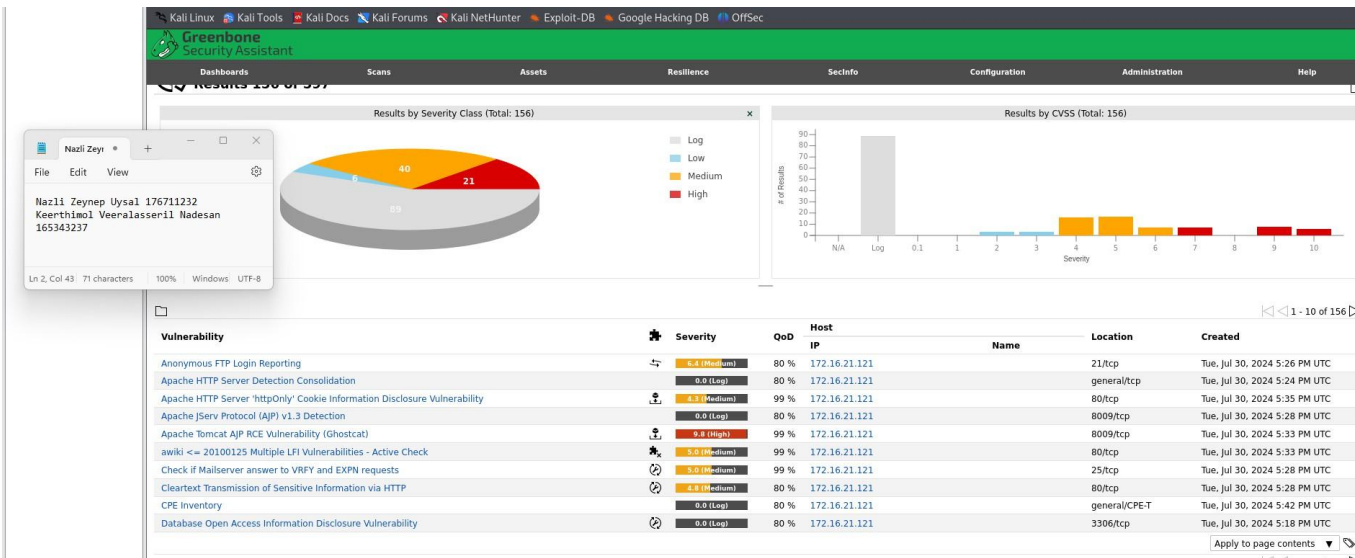 Kali Linux Kali Tools Kali Docs Kali Forums Kali NetHunter Exploit-DB Google Hacking DB OffSec
Greenbone
Security Assistant
Dashboards Scans Assets Resilience SecInfo Configuration Administration Help
Results 156 of 397
Results by Severity Class (Total: 156) x
Log
Low
Medium
High
6
40
21
89
Results by CVSS (Total: 156)
# of Results
90
80
70
60
50
40
30
20
10
0
N/A Log 0.1 1 2 3 4 5 6 7 8 9 10
Severity
Nazli Zeyr
File Edit View
Nazli Zeynep Uysal 176711232
Keerthimol Veeralasseril Nadesan
165343237
Ln 2, Col 43 71 characters 100% Windows UTF-8
1 - 10 of 156
Vulnerability Severity QoD Host Location Created
IP Name
Anonymous FTP Login Reporting 6.4 (Medium) 80 % 172.16.21.121 21/tcp Tue, Jul 30, 2024 5:26 PM UTC
Apache HTTP Server Detection Consolidation 0.0 (Log) 80 % 172.16.21.121 general/tcp Tue, Jul 30, 2024 5:24 PM UTC
Apache HTTP Server 'httpOnly' Cookie Information Disclosure Vulnerability 4.3 (Medium) 99 % 172.16.21.121 80/tcp Tue, Jul 30, 2024 5:35 PM UTC
Apache JServ Protocol (AJP) v1.3 Detection 0.0 (Log) 80 % 172.16.21.121 8009/tcp Tue, Jul 30, 2024 5:28 PM UTC
Apache Tomcat AJP RCE Vulnerability (Ghostcat) 9.8 (High) 99 % 172.16.21.121 8009/tcp Tue, Jul 30, 2024 5:33 PM UTC
awiki <= 20100125 Multiple LFI Vulnerabilities - Active Check 5.0 (Medium) 99 % 172.16.21.121 80/tcp Tue, Jul 30, 2024 5:33 PM UTC
Check if Mailserver answer to VRFY and EXPN requests 5.0 (Medium) 99 % 172.16.21.121 25/tcp Tue, Jul 30, 2024 5:28 PM UTC
Cleartext Transmission of Sensitive Information via HTTP 4.8 (Medium) 80 % 172.16.21.121 80/tcp Tue, Jul 30, 2024 5:28 PM UTC
CPE Inventory 0.0 (Log) 80 % 172.16.21.121 general/CPE-T Tue, Jul 30, 2024 5:42 PM UTC
Database Open Access Information Disclosure Vulnerability 0.0 (Log) 80 % 172.16.21.121 3306/tcp Tue, Jul 30, 2024 5:18 PM UTC
Apply to page contents